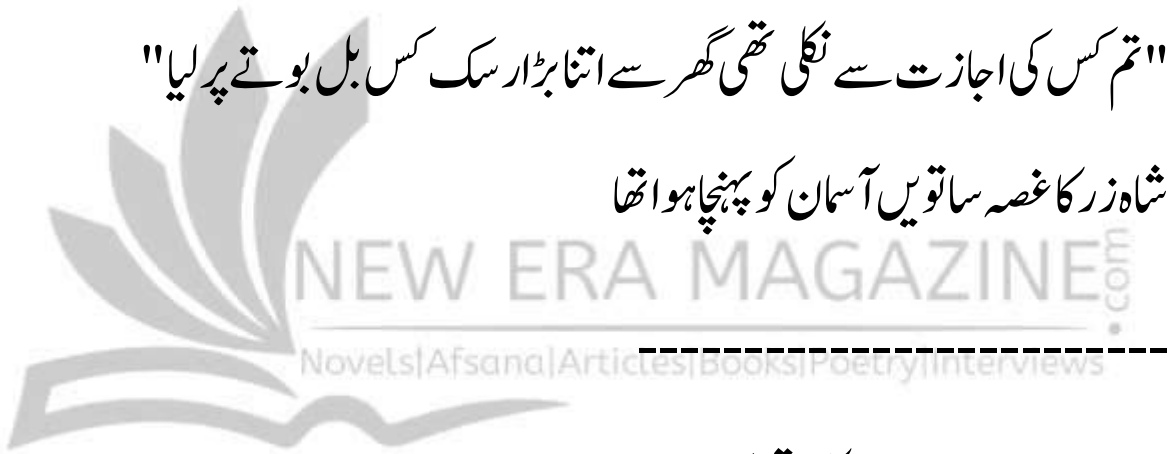 "تم کس کی اجازت سے نکلی تھی گھر سے اتنا بڑا رسک کس بل بوتے پر لیا"
شاہ زر کا غصہ ساتویں آسمان کو پہنچا ہوا تھا
NEW ERA MAGAZINE.com
-------------------------
Novels|Afsana|Articles|Books|Poetry|Interviews